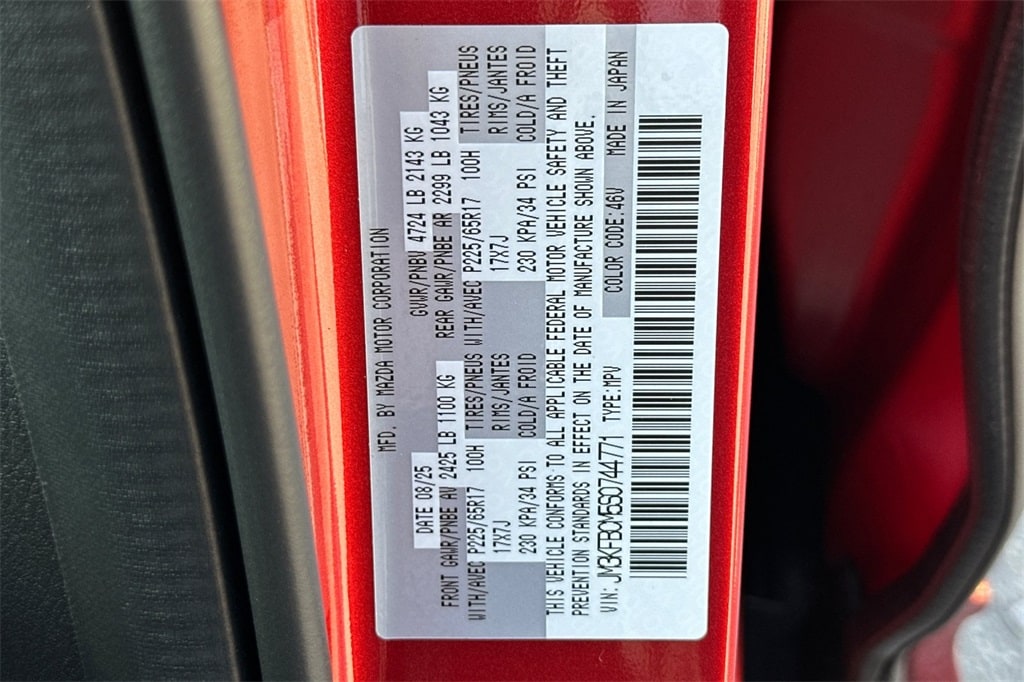 MFD. BY MAZDA MOTOR CORPORATION
DATE 08/25 GVWR/PNBV 4724 LB 2143 KG
FRONT GAWR/PNBE AV 2425 LB 1100 KG REAR GAWR/PNBE AR 2299 LB 1043 KG
WITH/AVEC P225/65R17 100H TIRES/PNEUS WITH/AVEC P225/65R17 100H TIRES/PNEUS
17X7J RIMS/JANTES 17X7J RIMS/JANTES
230 KPA/34 PSI COLD/A FROID 230 KPA/34 PSI COLD/A FROID
THIS VEHICLE CONFORMS TO ALL APPLICABLE FEDERAL MOTOR VEHICLE SAFETY AND THEFT
PREVENTION STANDARDS IN EFFECT ON THE DATE OF MANUFACTURE SHOWN ABOVE.
VIN: JM3KFBCM5S0744771 TYPE:MPV COLOR CODE:46V MADE IN JAPAN